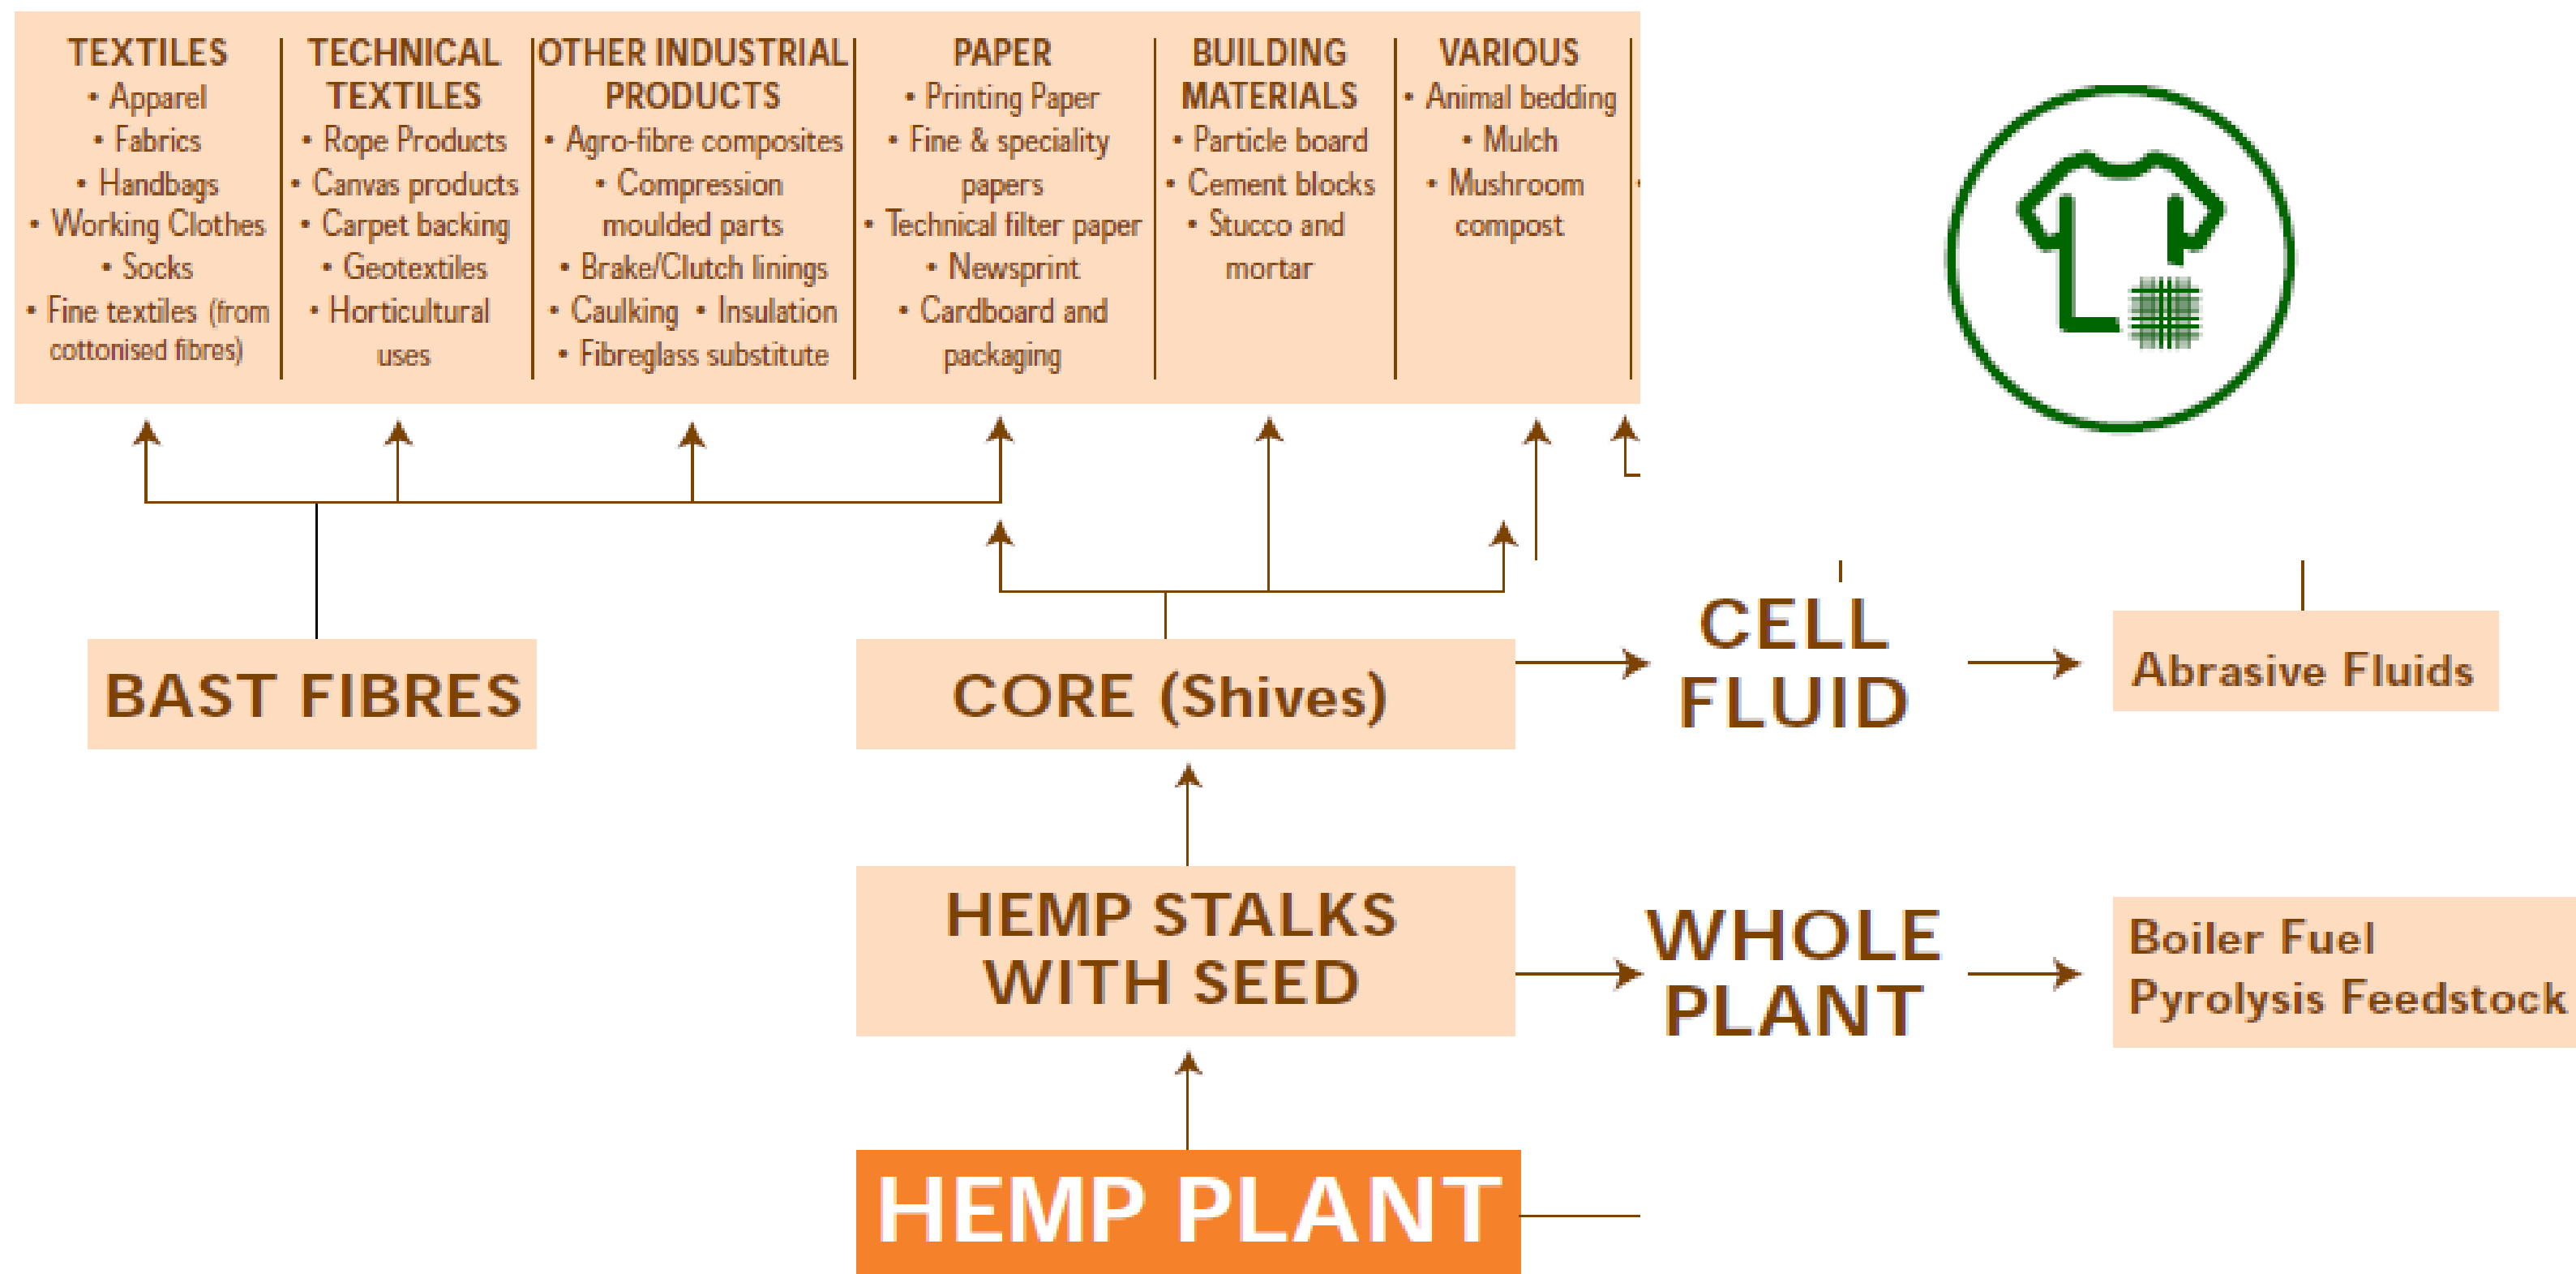 TEXTILES
• Apparel
• Fabrics
• Handbags
• Working Clothes
• Socks
• Fine textiles (from
cottonised fibres)
TECHNICAL
TEXTILES
• Rope Products
• Canvas products
• Carpet backing
• Geotextiles
• Horticultural
uses
OTHER INDUSTRIAL
PRODUCTS
• Agro-fibre composites
• Compression
moulded parts
• Brake/Clutch linings
• Caulking • Insulation
• Fibreglass substitute
PAPER
• Printing Paper
• Fine & speciality
papers
• Technical filter paper
• Newsprint
• Cardboard and
packaging
BUILDING
MATERIALS
• Particle board
• Cement blocks
• Stucco and
mortar
VARIOUS
• Animal bedding
• Mulch
• Mushroom
compost
BAST FIBRES
CORE (Shives)
CELL
FLUID
Abrasive Fluids
HEMP STALKS
WITH SEED
WHOLE
PLANT
Boiler Fuel
Pyrolysis Feedstock
HEMP PLANT